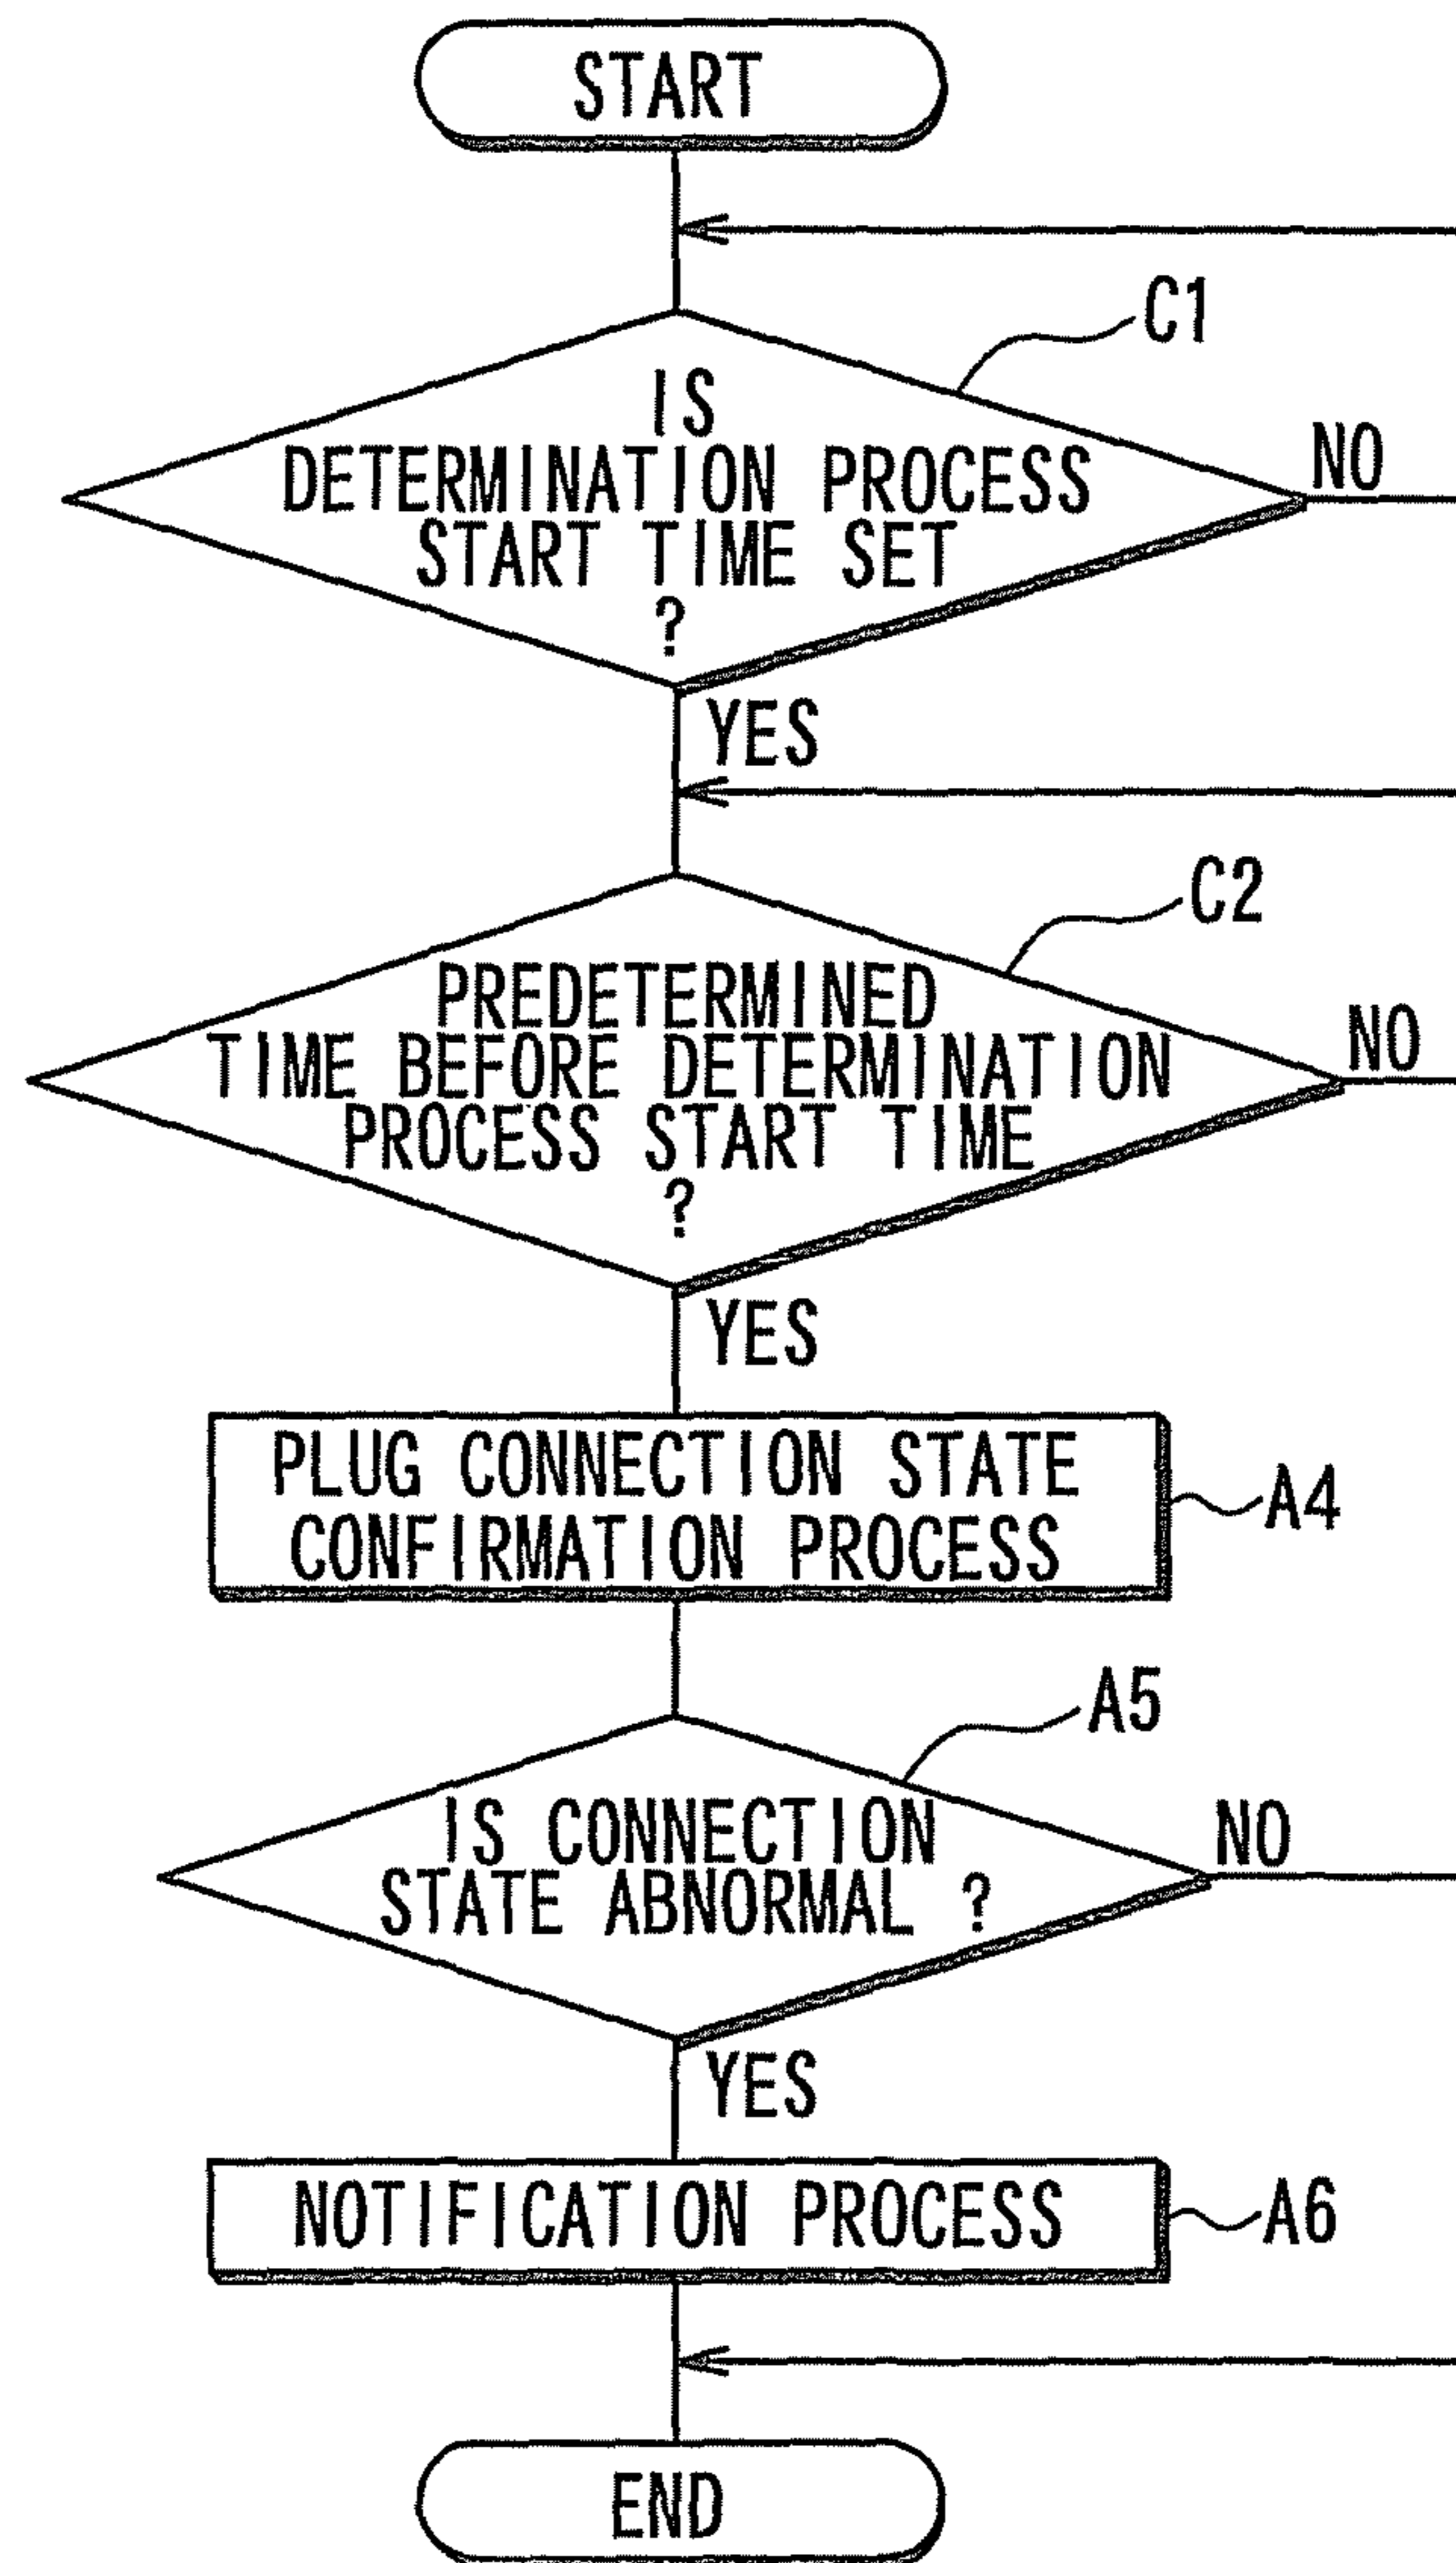 START
C1
IS
DETERMINATION PROCESS
START TIME SET
?
NO
YES
C2
PREDETERMINED
TIME BEFORE DETERMINATION
PROCESS START TIME
?
NO
YES
PLUG CONNECTION STATE
CONFIRMATION PROCESS
A4
A5
IS CONNECTION
STATE ABNORMAL ?
NO
YES
NOTIFICATION PROCESS
A6
END